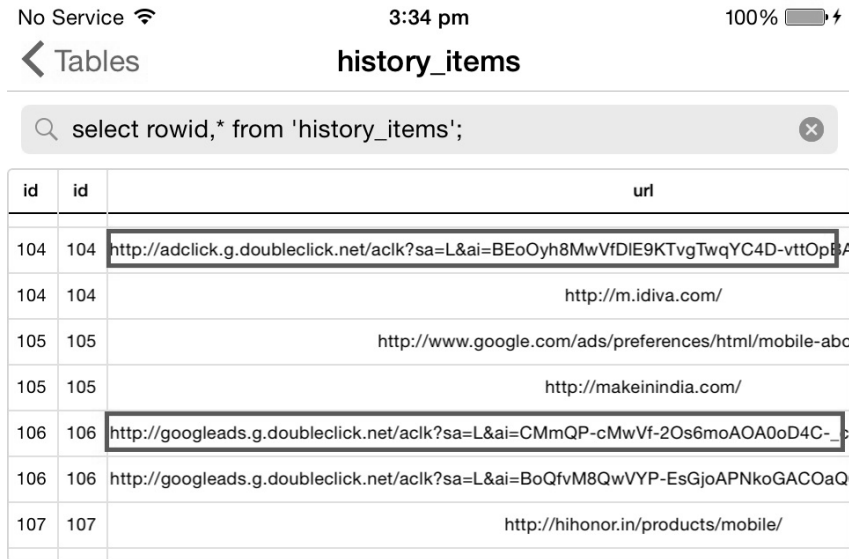 No Service 3:34 pm 100%
Tables history_items
select rowid,* from 'history_items';
id id url
104 104 http://adclick.g.doubleclick.net/aclk?sa=L&ai=BEoOyh8MwVfDlE9KTvgTwqYC4D-vttOpBA
104 104 http://m.idiva.com/
105 105 http://www.google.com/ads/preferences/html/mobile-abo
105 105 http://makeinindia.com/
106 106 http://googleads.g.doubleclick.net/aclk?sa=L&ai=CMmQP-cMwVf-2Os6moAOA0oD4C-_c
106 106 http://googleads.g.doubleclick.net/aclk?sa=L&ai=BoQfvM8QwVYP-EsGjoAPNkoGACOaQ
107 107 http://hihonor.in/products/mobile/